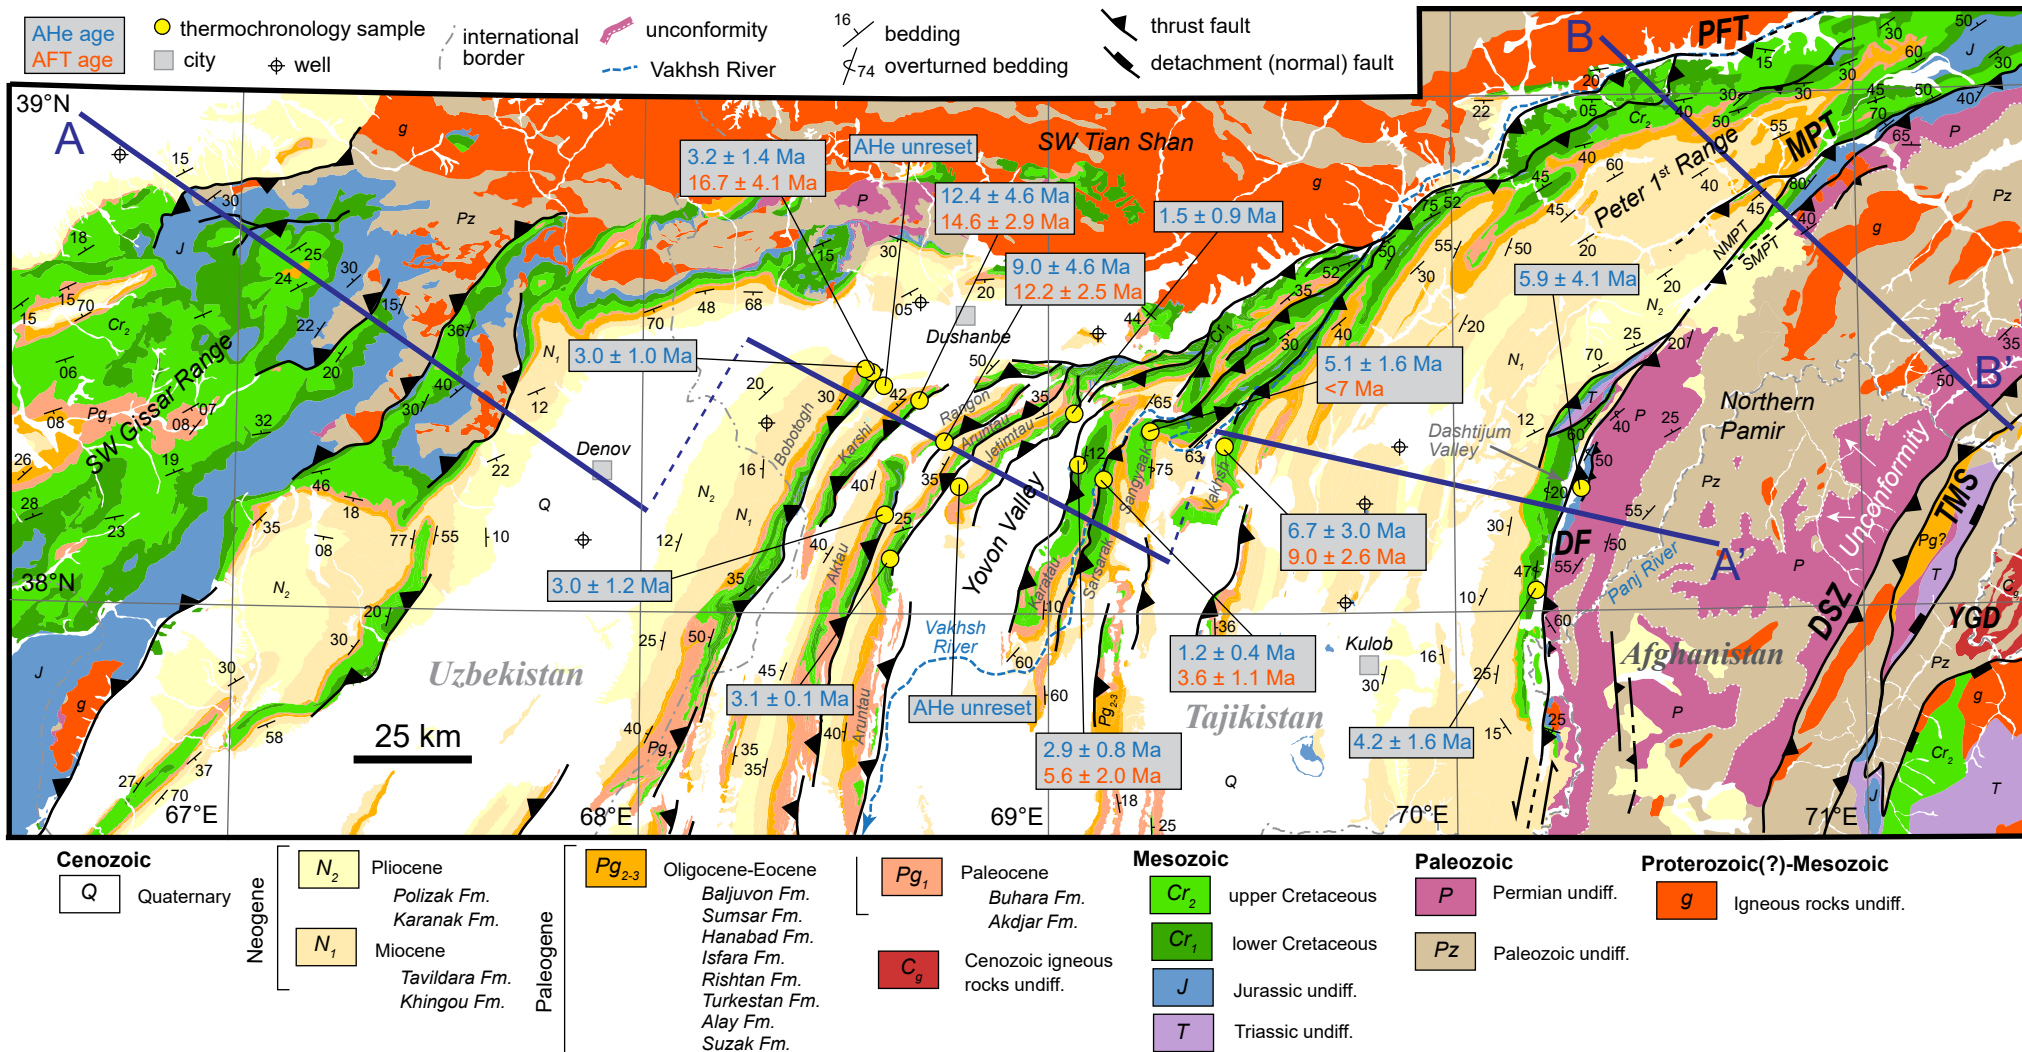 AHe age
AFT age
thermochronology sample
city
well
international
border
unconformity
Vakhsh River
16
bedding
74
overturned bedding
thrust fault
detachment (normal) fault
39°N
A
B
PFT
MPT
Peter 1st Range
NMPT
SMPT
SW Tian Shan
3.2 ± 1.4 Ma
16.7 ± 4.1 Ma
AHe unreset
12.4 ± 4.6 Ma
14.6 ± 2.9 Ma
1.5 ± 0.9 Ma
9.0 ± 4.6 Ma
12.2 ± 2.5 Ma
5.9 ± 4.1 Ma
3.0 ± 1.0 Ma
5.1 ± 1.6 Ma
<7 Ma
Dushanbe
SW Gissar Range
Denov
Bobotogh
Karshi
Rangon
Aruntau
Jetimtau
Yovon Valley
Sangyaak
Vakhsh
Dashtijum
Valley
Northern
Pamir
B'
Unconformity
TMS
38°N
3.0 ± 1.2 Ma
Aktau
Karatau
Sarsarak
6.7 ± 3.0 Ma
9.0 ± 2.6 Ma
DF
A'
Panj River
DSZ
YGD
Uzbekistan
Vakhsh
River
Kulob
Afghanistan
3.1 ± 0.1 Ma
Aruntau
AHe unreset
1.2 ± 0.4 Ma
3.6 ± 1.1 Ma
Tajikistan
2.9 ± 0.8 Ma
5.6 ± 2.0 Ma
4.2 ± 1.6 Ma
25 km
67°E
68°E
69°E
70°E
71°E
Cenozoic
Q Quaternary
Neogene
N2 Pliocene
Polizak Fm.
Karanak Fm.
N1 Miocene
Tavildara Fm.
Khingou Fm.
Paleogene
Pg2-3 Oligocene-Eocene
Baljuvon Fm.
Sumsar Fm.
Hanabad Fm.
Isfara Fm.
Rishtan Fm.
Turkestan Fm.
Alay Fm.
Suzak Fm.
Pg1 Paleocene
Buhara Fm.
Akdjar Fm.
Cg Cenozoic igneous
rocks undiff.
Mesozoic
Cr2 upper Cretaceous
Cr1 lower Cretaceous
J Jurassic undiff.
T Triassic undiff.
Paleozoic
P Permian undiff.
Pz Paleozoic undiff.
Proterozoic(?)-Mesozoic
g Igneous rocks undiff.